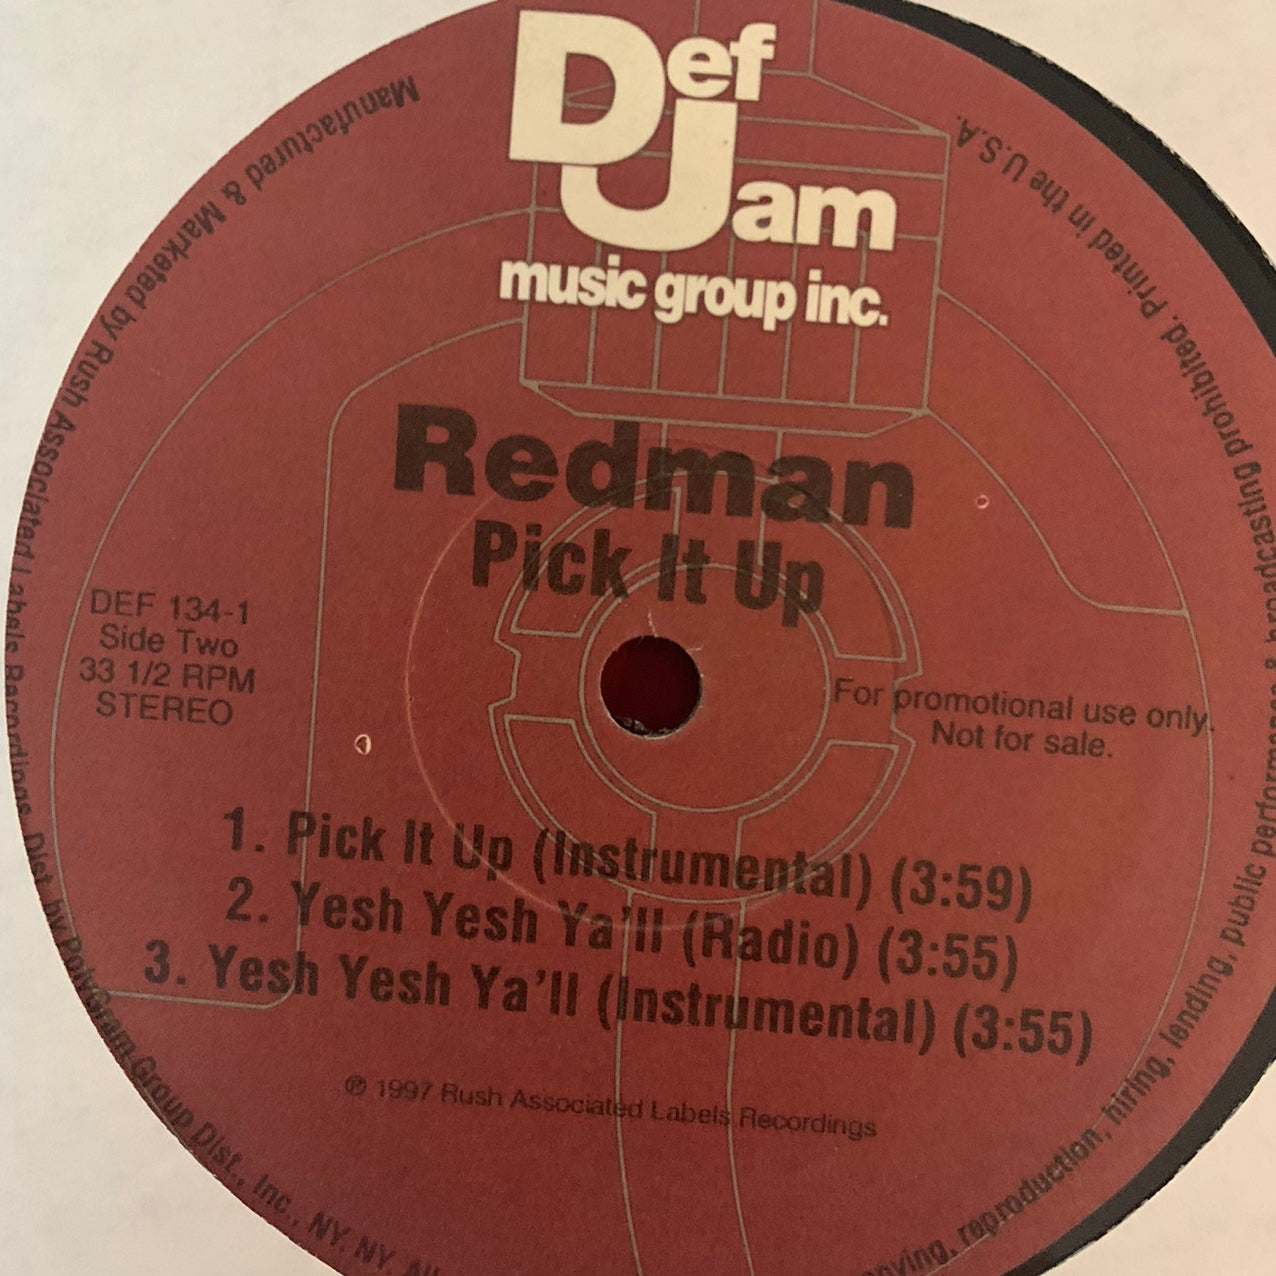 Def
Jam
music group inc.
Redman
Pick It Up
DEF 134-1
Side Two
33 1/2 RPM
STEREO
For promotional use only.
Not for sale.
1. Pick It Up (Instrumental) (3:59)
2. Yesh Yesh Ya'll (Radio) (3:55)
3. Yesh Yesh Ya'll (Instrumental) (3:55)
℗ 1997 Rush Associated Labels Recordings
Manufactured & Marketed by Rush Associated Labels Recordings. Dist. by PolyGram Group Dist., Inc., NY, NY.
reproduction, hiring, lending, public performance & broadcasting prohibited. Printed in the U.S.A.